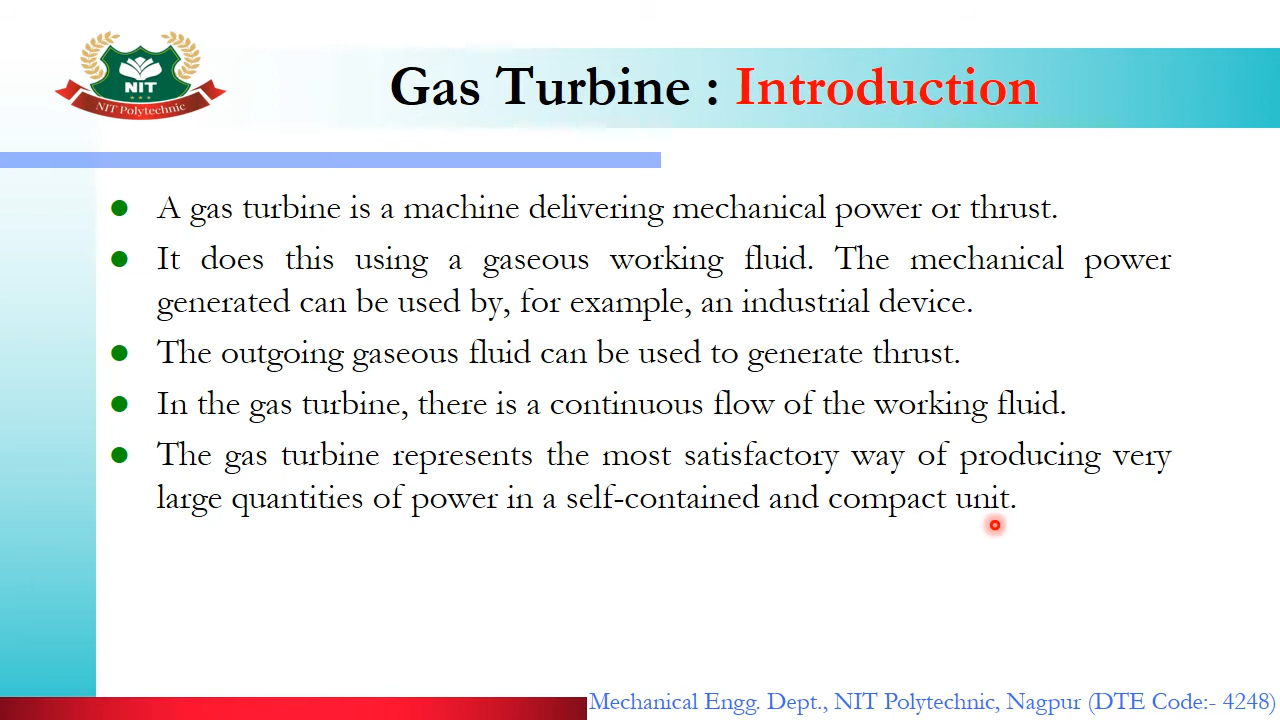 NIT
NIT Polytechnic
Gas Turbine : Introduction
A gas turbine is a machine delivering mechanical power or thrust.
It does this using a gaseous working fluid. The mechanical power
generated can be used by, for example, an industrial device.
The outgoing gaseous fluid can be used to generate thrust.
In the gas turbine, there is a continuous flow of the working fluid.
The gas turbine represents the most satisfactory way of producing very
large quantities of power in a self-contained and compact unit.
Mechanical Engg. Dept., NIT Polytechnic, Nagpur (DTE Code:- 4248)